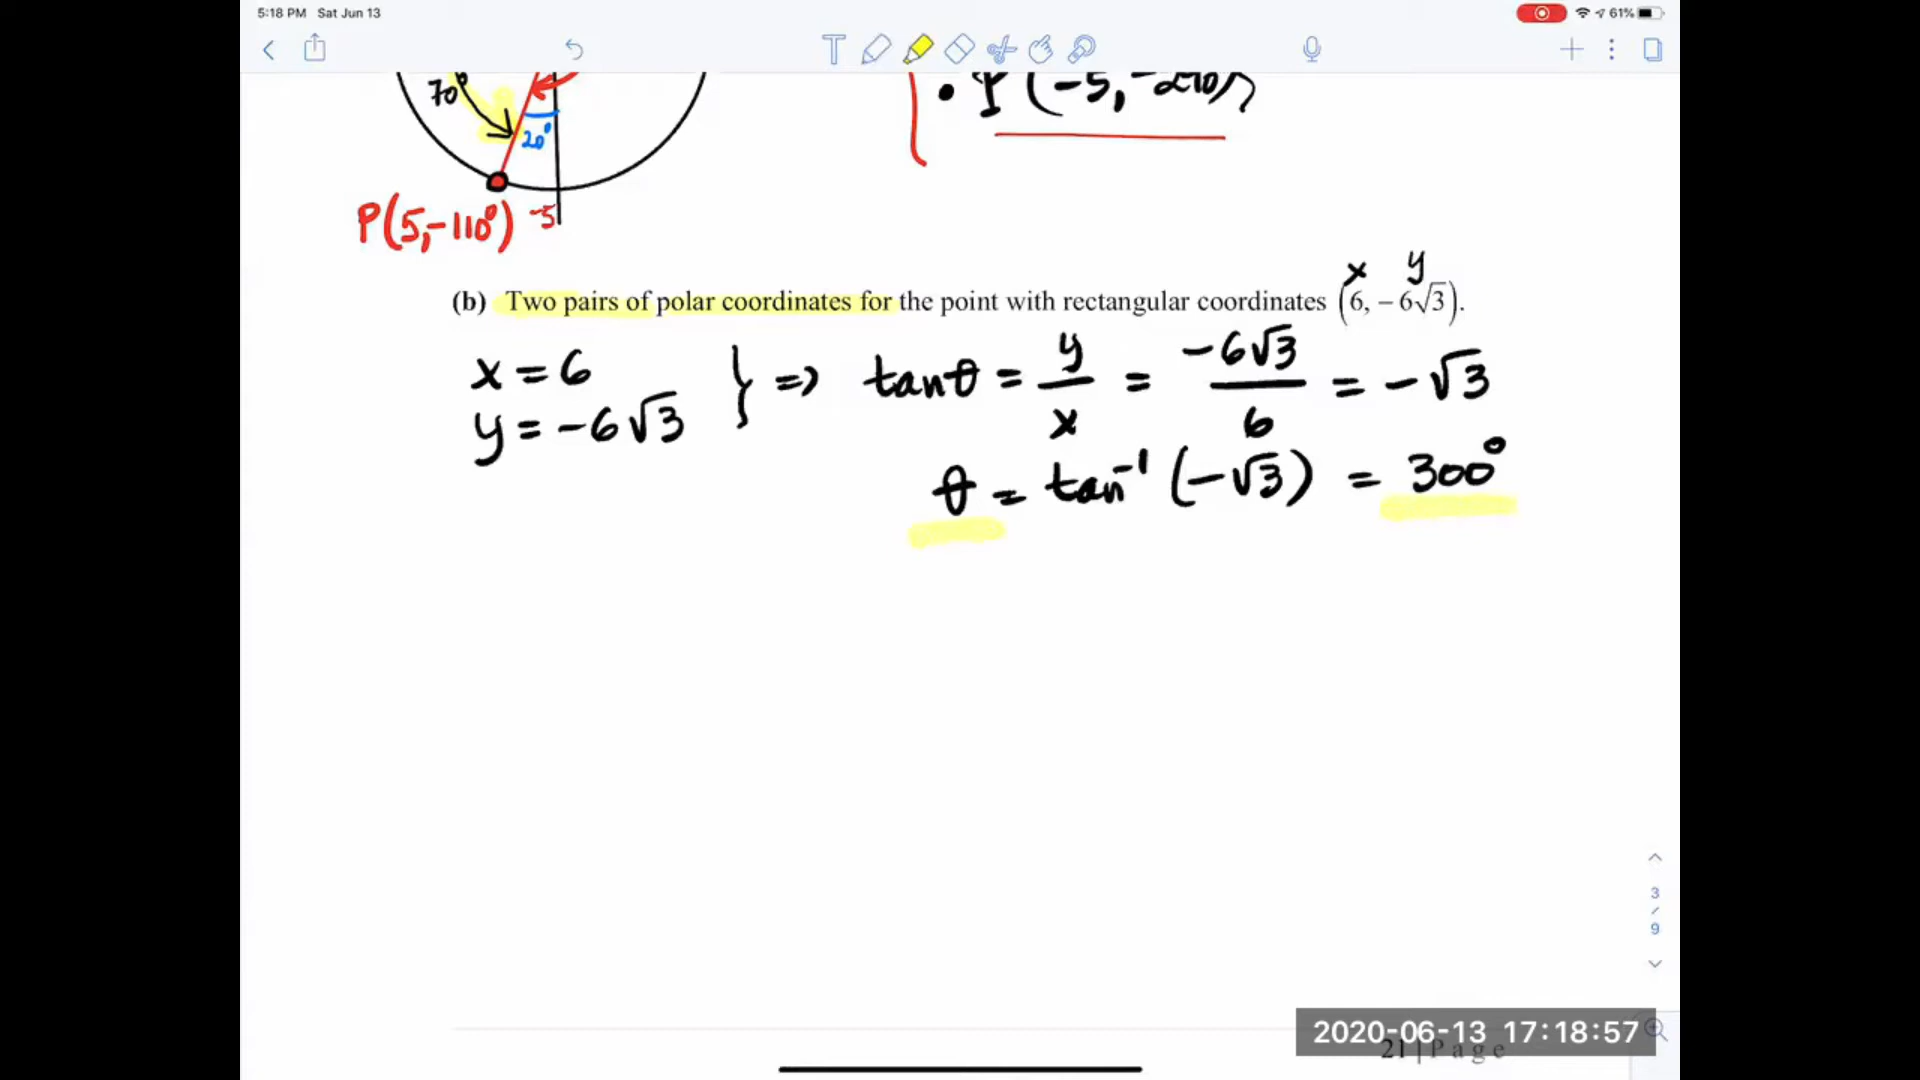 5:18 PM Sat Jun 13
61%
70°
20°
P(5,-110°) -5
• P (-5,
x y
(b) Two pairs of polar coordinates for the point with rectangular coordinates (6, – 6√3).
x = 6
y = -6√3
} => tanθ = y/x = -6√3/6 = -√3
θ = tan⁻¹ (-√3) = 300°
3
/
9
2020-06-13 17:18:57
21 | P a g e